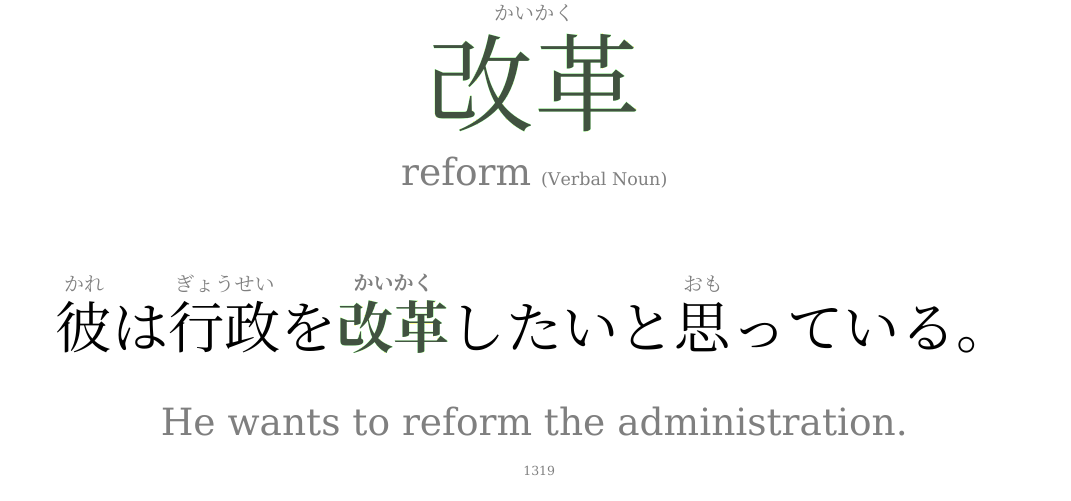 かいかく
改革
reform (Verbal Noun)
かれ ぎょうせい かいかく おも
彼は行政を改革したいと思っている。
He wants to reform the administration.
1319